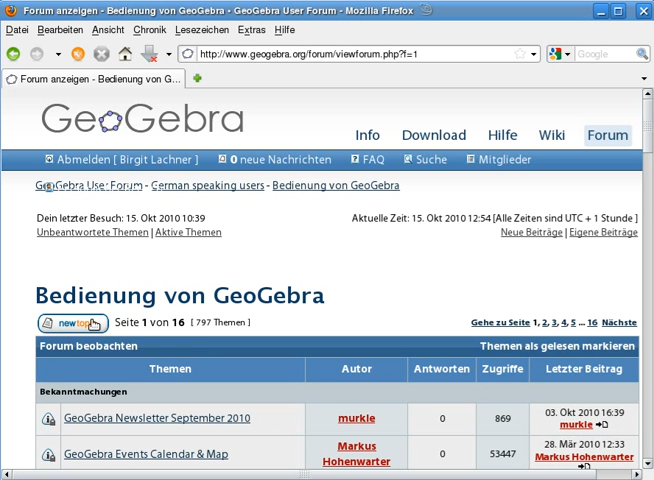 Forum anzeigen - Bedienung von GeoGebra • GeoGebra User Forum - Mozilla Firefox
Datei Bearbeiten Ansicht Chronik Lesezeichen Extras Hilfe
http://www.geogebra.org/forum/viewforum.php?f=1 Google
Forum anzeigen - Bedienung von G...
GeoGebra
Info Download Hilfe Wiki Forum
Abmelden [ Birgit Lachner ] 0 neue Nachrichten FAQ Suche Mitglieder
GeoGebra User Forum - German speaking users - Bedienung von GeoGebra
Dein letzter Besuch: 15. Okt 2010 10:39 Aktuelle Zeit: 15. Okt 2010 12:54 [Alle Zeiten sind UTC + 1 Stunde ]
Unbeantwortete Themen | Aktive Themen Neue Beiträge | Eigene Beiträge
Bedienung von GeoGebra
Seite 1 von 16 [ 797 Themen ] Gehe zu Seite 1, 2, 3, 4, 5 ... 16 Nächste
Forum beobachten Themen als gelesen markieren
Themen Autor Antworten Zugriffe Letzter Beitrag
Bekanntmachungen
GeoGebra Newsletter September 2010 murkle 0 869 03. Okt 2010 16:39
murkle
GeoGebra Events Calendar & Map Markus Hohenwarter 0 53447 28. Mär 2010 12:33
Markus Hohenwarter